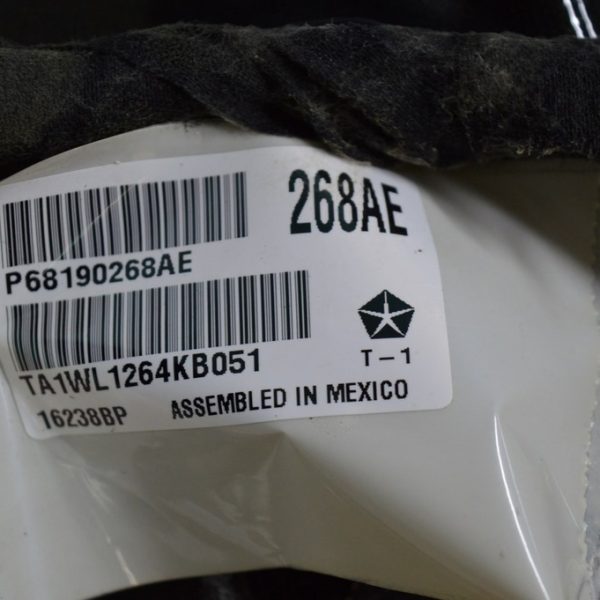 268AE
P68190268AE
TA1WL1264KB051
T-1
16238BP ASSEMBLED IN MEXICO